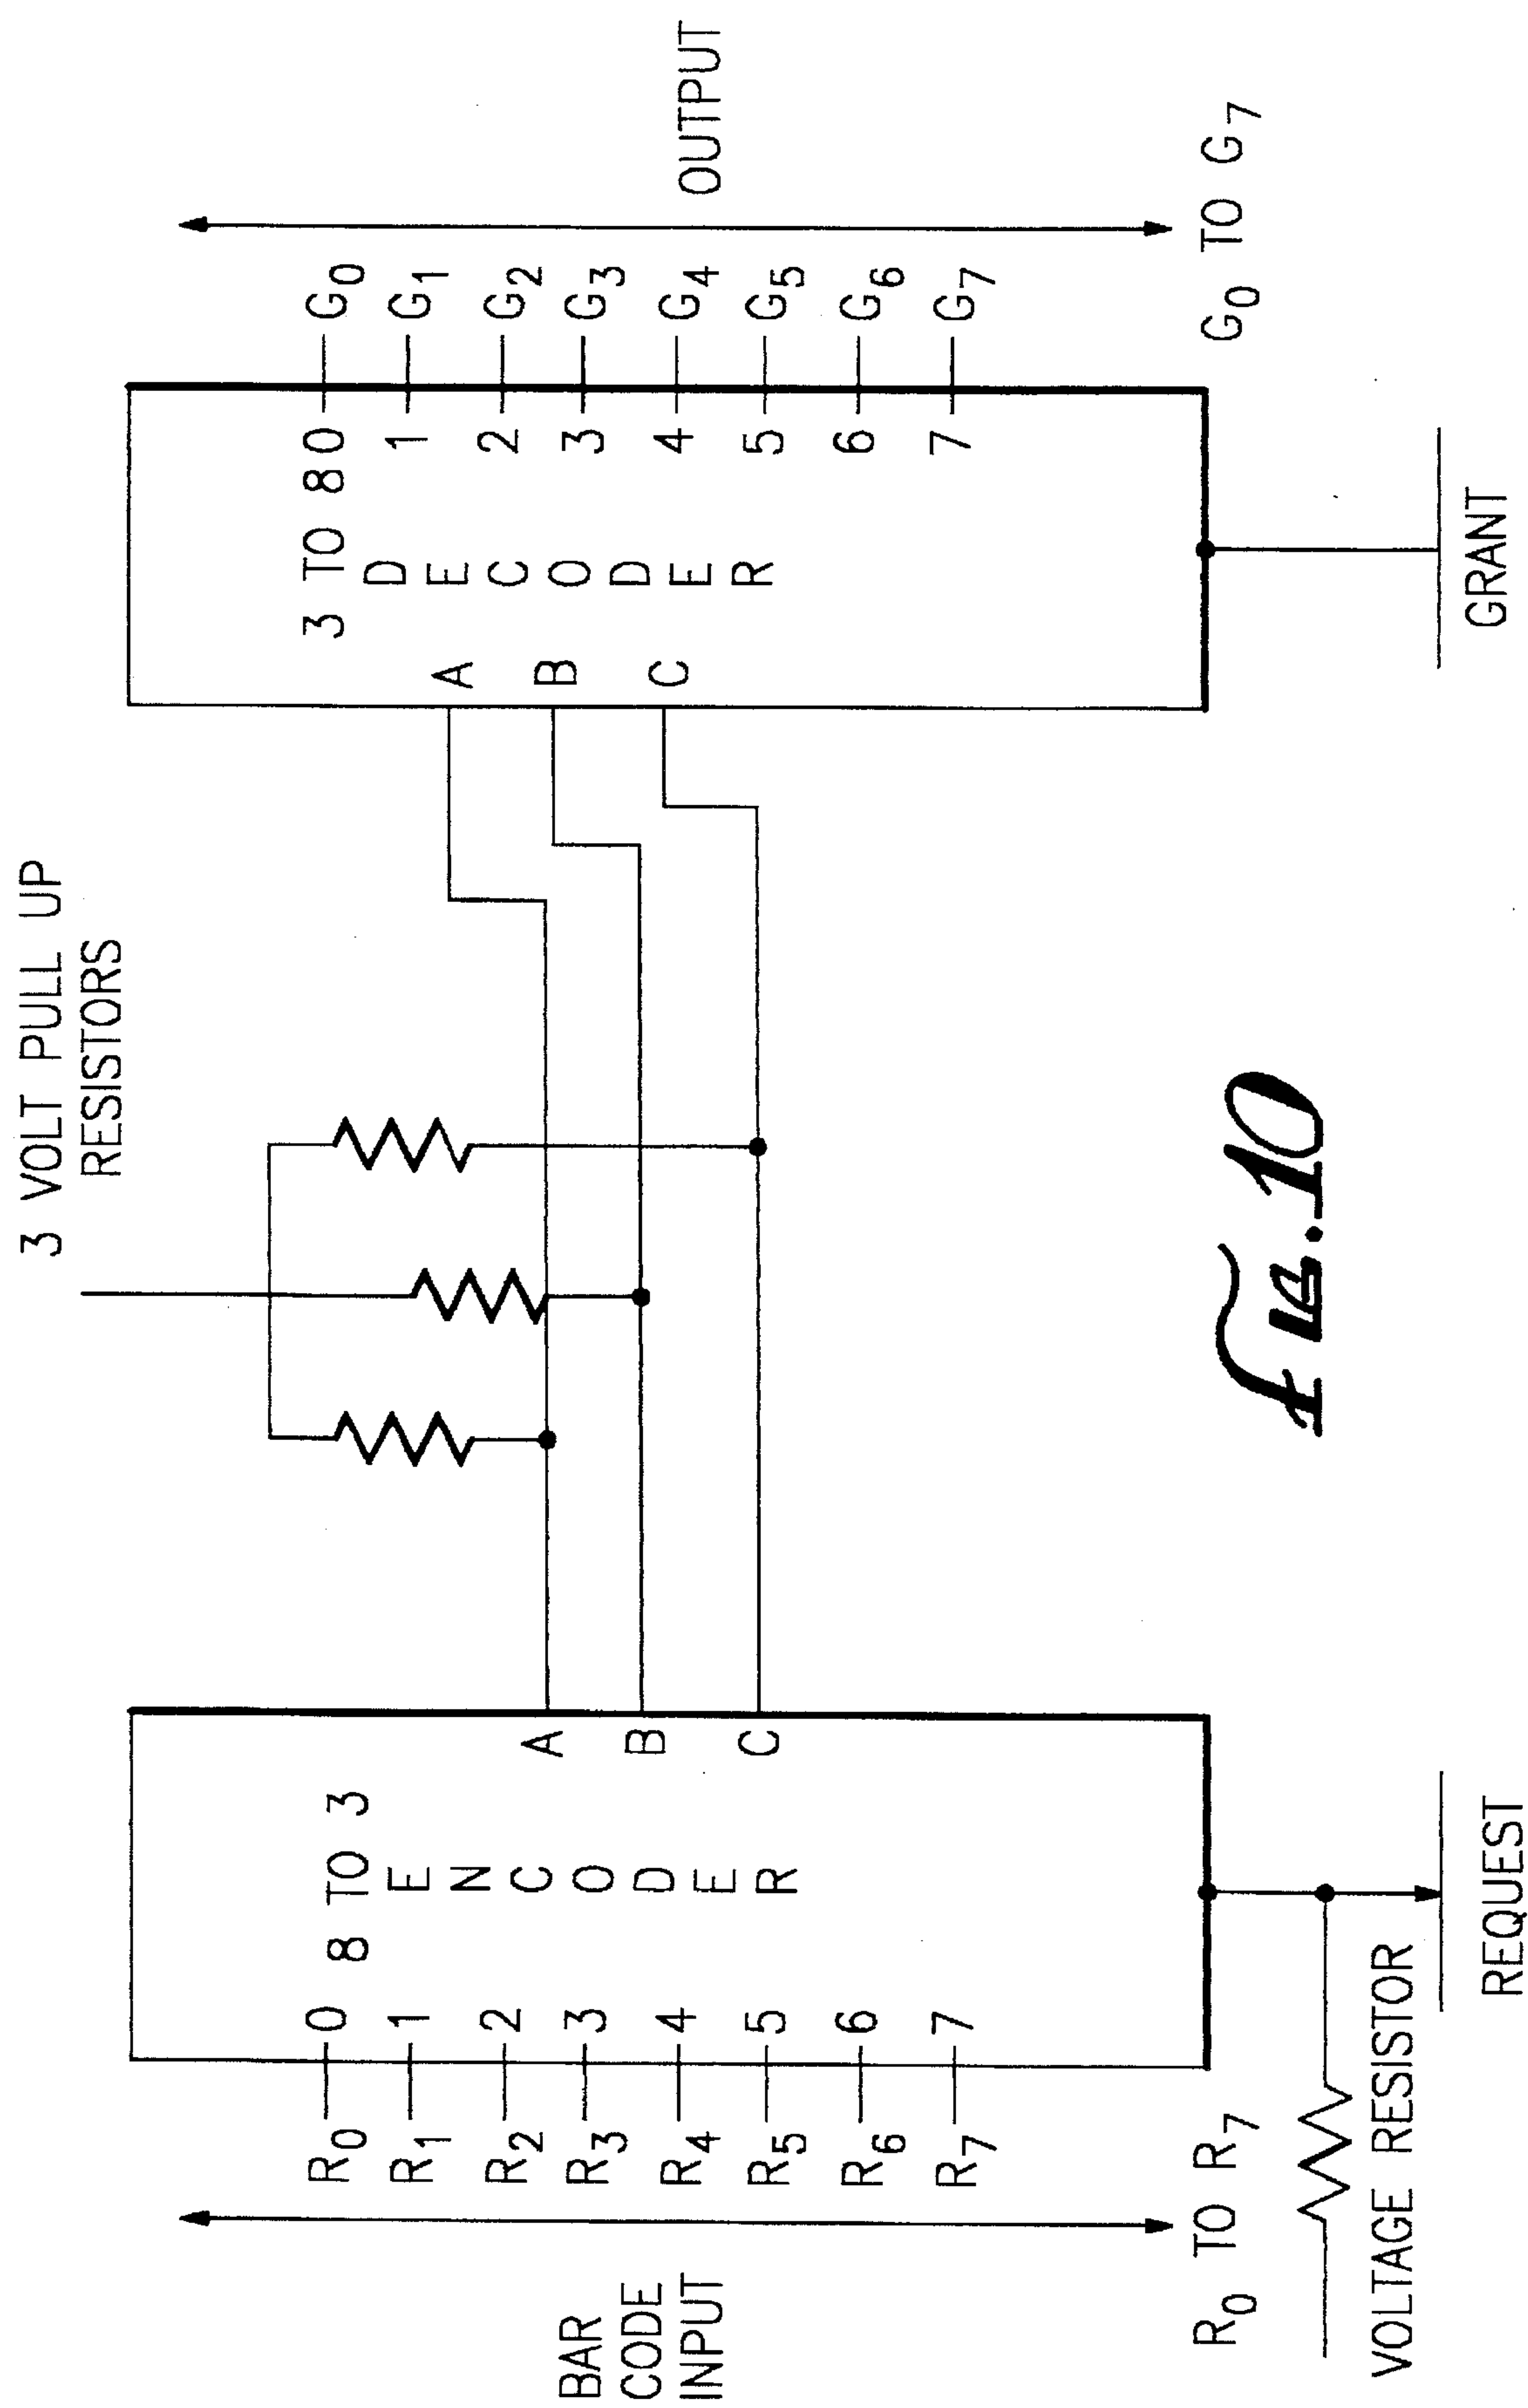 3 VOLT PULL UP
RESISTORS
BAR
CODE
INPUT
R0
R1
R2
R3
R4
R5
R6
R7
R0 TO R7
0
1
2
3
4
5
6
7
8 TO 3
E
N
C
O
D
E
R
A
B
C
VOLTAGE RESISTOR
REQUEST
A
B
C
3 TO 8
D
E
C
O
D
E
R
0
1
2
3
4
5
6
7
G0
G1
G2
G3
G4
G5
G6
G7
OUTPUT
G0 TO G7
GRANT
FIG.10